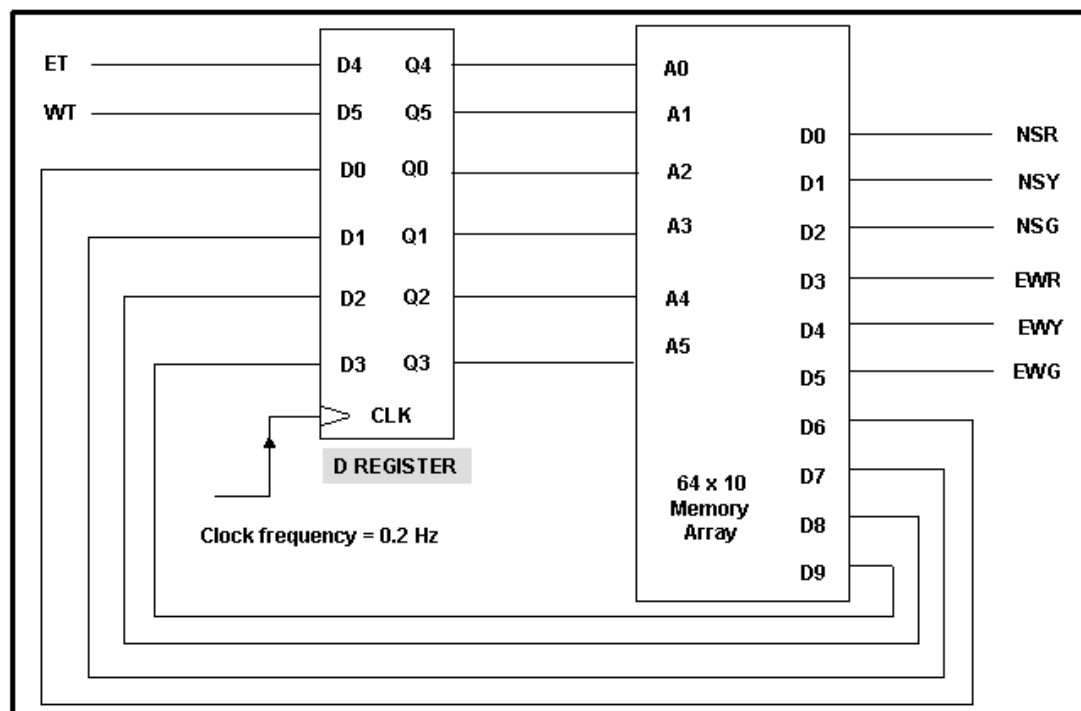 ET
WT
D4 Q4
D5 Q5
D0 Q0
D1 Q1
D2 Q2
D3 Q3
CLK
D REGISTER
Clock frequency = 0.2 Hz
A0
A1
A2
A3
A4
A5
D0
D1
D2
D3
D4
D5
D6
D7
D8
D9
64 x 10
Memory
Array
NSR
NSY
NSG
EWR
EWY
EWG